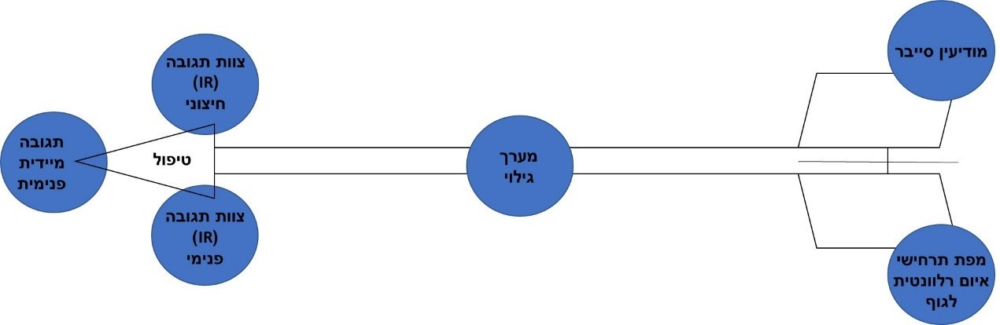 מודיעין סייבר
מפת תרחישי
איום רלוונטית
לגוף
מערך
גילוי
צוות תגובה
(IR)
חיצוני
טיפול
צוות תגובה
(IR)
פנימי
תגובה
מיידית
פנימית